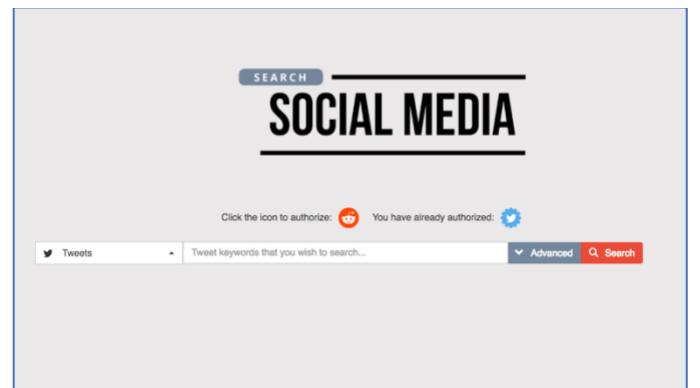 SEARCH
SOCIAL MEDIA
Click the icon to authorize: You have already authorized:
Tweets Tweet keywords that you wish to search... Advanced Search